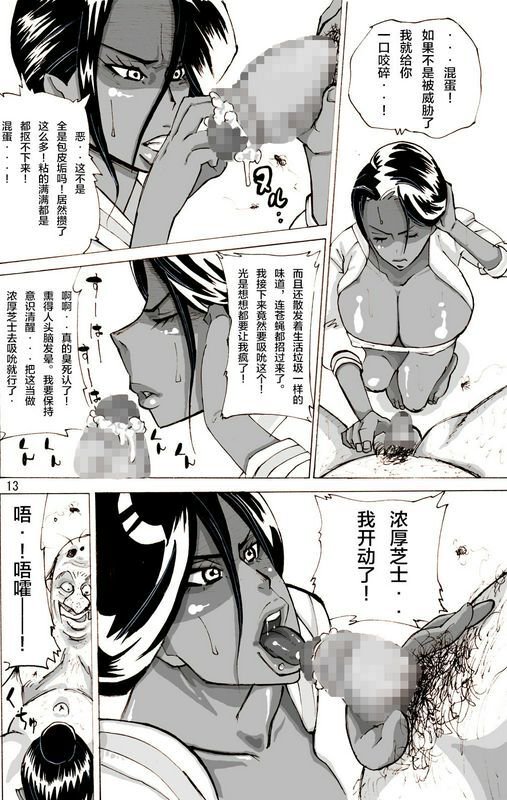 ．．．混蛋！
如果不是被威胁了
我就给你
一口咬碎．．．！
恶．．这不是
全是包皮垢吗！居然攒了
这么多！粘的满满都是
都抠不下来！
混蛋．．．！
而且还散发着生活垃圾一样的
味道，连苍蝇都招过来了。
我接下来竟然要吸吮这个！
光是想想都要让我疯了！
啊啊．．真的臭死认了！
熏得人头脑发晕。我要保持
意识清醒．．．把这当做
浓厚芝士去吸吮就行了．
13
浓厚芝士．．
我开动了！
唔．！唔嚯——！
くちゅ